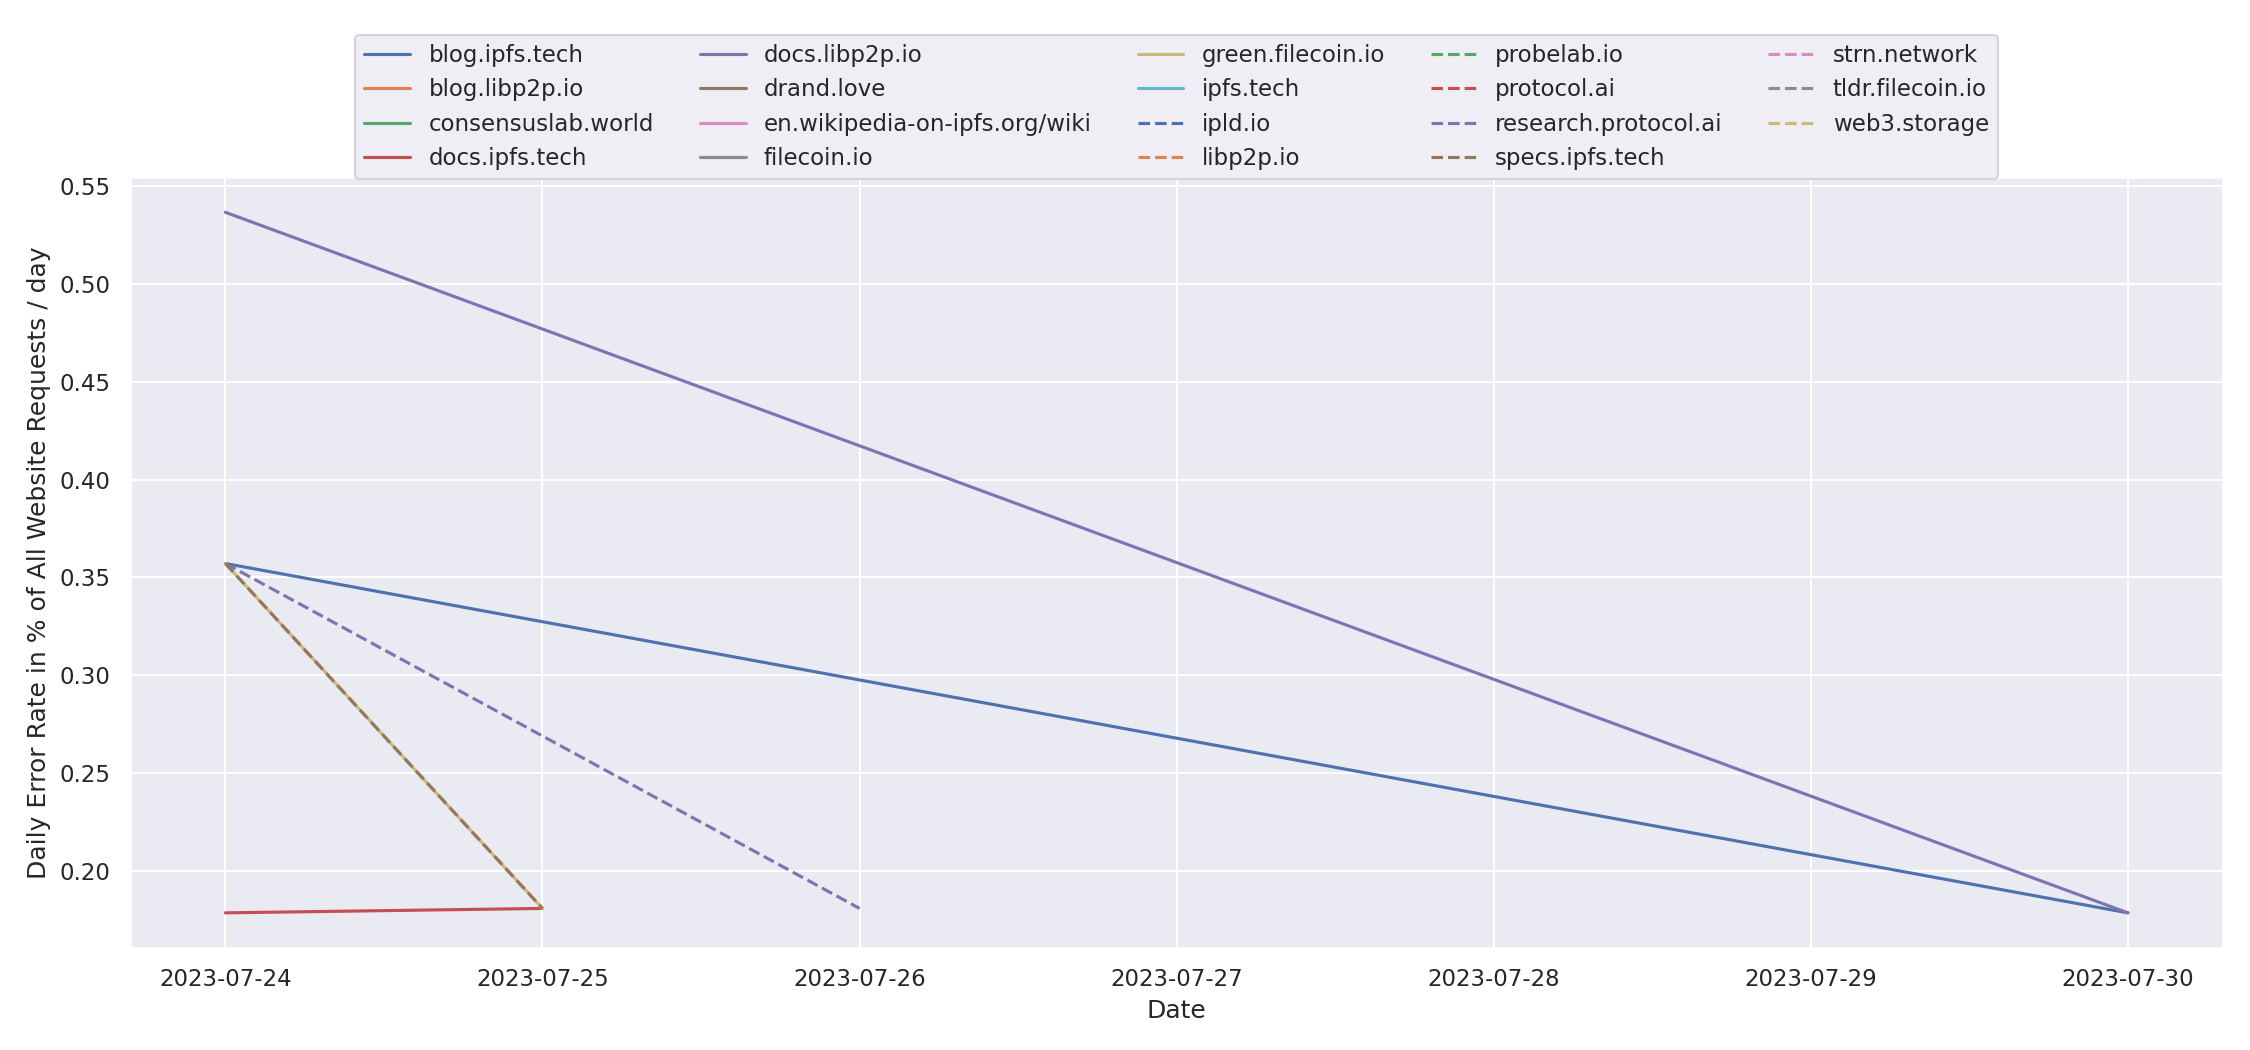 blog.ipfs.tech
blog.libp2p.io
consensuslab.world
docs.ipfs.tech
docs.libp2p.io
drand.love
en.wikipedia-on-ipfs.org/wiki
filecoin.io
green.filecoin.io
ipfs.tech
ipld.io
libp2p.io
probelab.io
protocol.ai
research.protocol.ai
specs.ipfs.tech
strn.network
tldr.filecoin.io
web3.storage
Daily Error Rate in % of All Website Requests / day
0.55
0.50
0.45
0.40
0.35
0.30
0.25
0.20
2023-07-24
2023-07-25
2023-07-26
2023-07-27
2023-07-28
2023-07-29
2023-07-30
Date